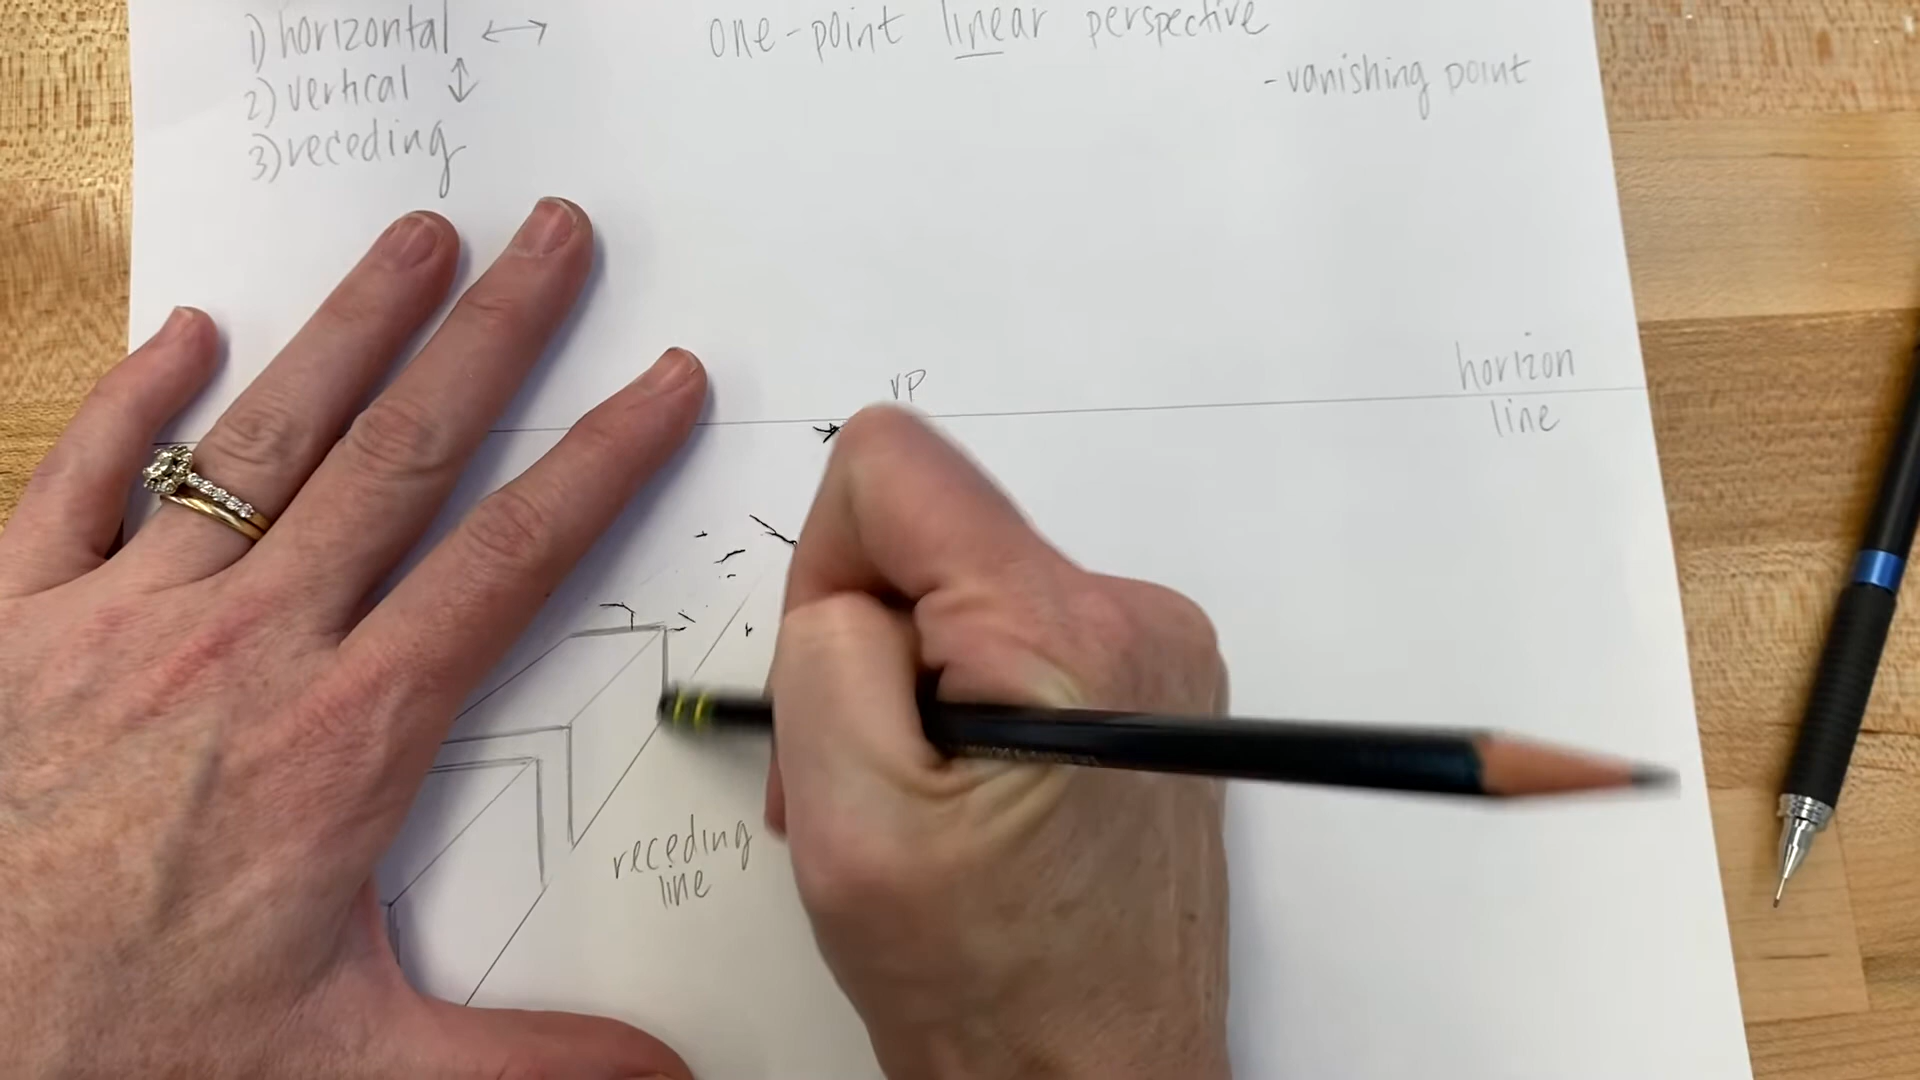 1) horizontal ↔
2) vertical ↕
3) receding
one-point linear perspective
- vanishing point
vp
horizon
line
receding
line